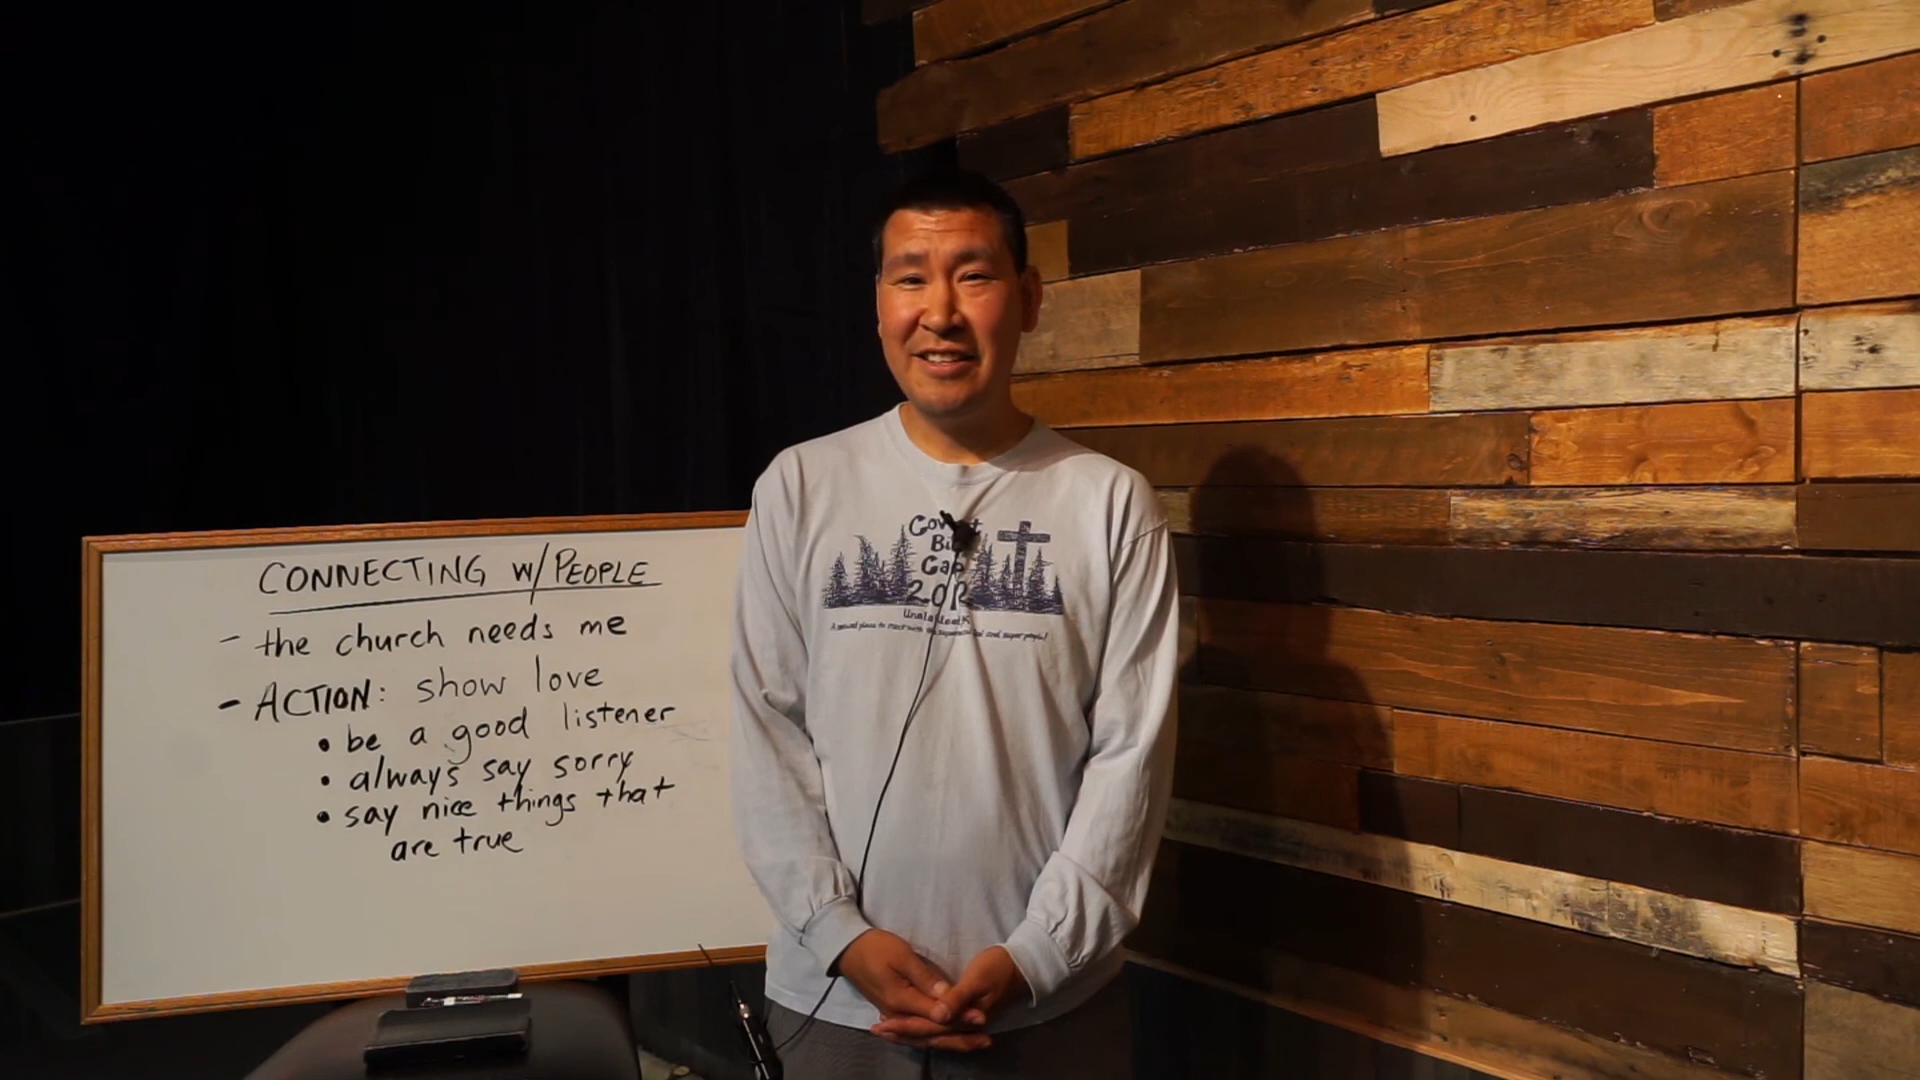 CONNECTING w/ PEOPLE
- the church needs me
- ACTION: show love
• be a good listener
• always say sorry
• say nice things that
are true
2012